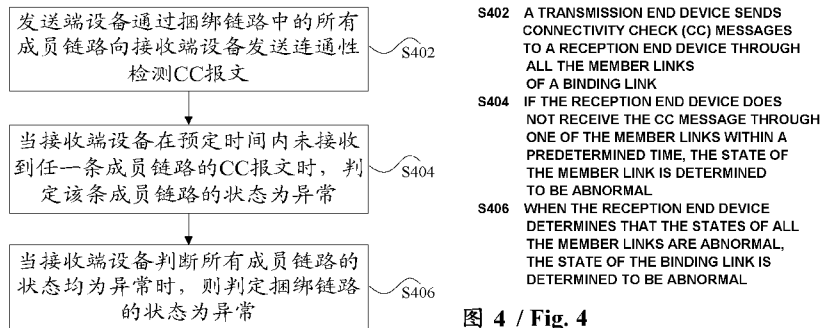 发送端设备通过捆绑链路中的所有
成员链路向接收端设备发送连通性
检测CC报文
S402
当接收端设备在预定时间内未接收
到任一条成员链路的CC报文时，判
定该条成员链路的状态为异常
S404
当接收端设备判断所有成员链路的
状态均为异常时，则判定捆绑链路
的状态为异常
S406
S402 A TRANSMISSION END DEVICE SENDS
CONNECTIVITY CHECK (CC) MESSAGES
TO A RECEPTION END DEVICE THROUGH
ALL THE MEMBER LINKS
OF A BINDING LINK
S404 IF THE RECEPTION END DEVICE DOES
NOT RECEIVE THE CC MESSAGE THROUGH
ONE OF THE MEMBER LINKS WITHIN A
PREDETERMINED TIME, THE STATE OF
THE MEMBER LINK IS DETERMINED
TO BE ABNORMAL
S406 WHEN THE RECEPTION END DEVICE
DETERMINES THAT THE STATES OF ALL
THE MEMBER LINKS ARE ABNORMAL,
THE STATE OF THE BINDING LINK IS
DETERMINED TO BE ABNORMAL
图 4 / Fig. 4